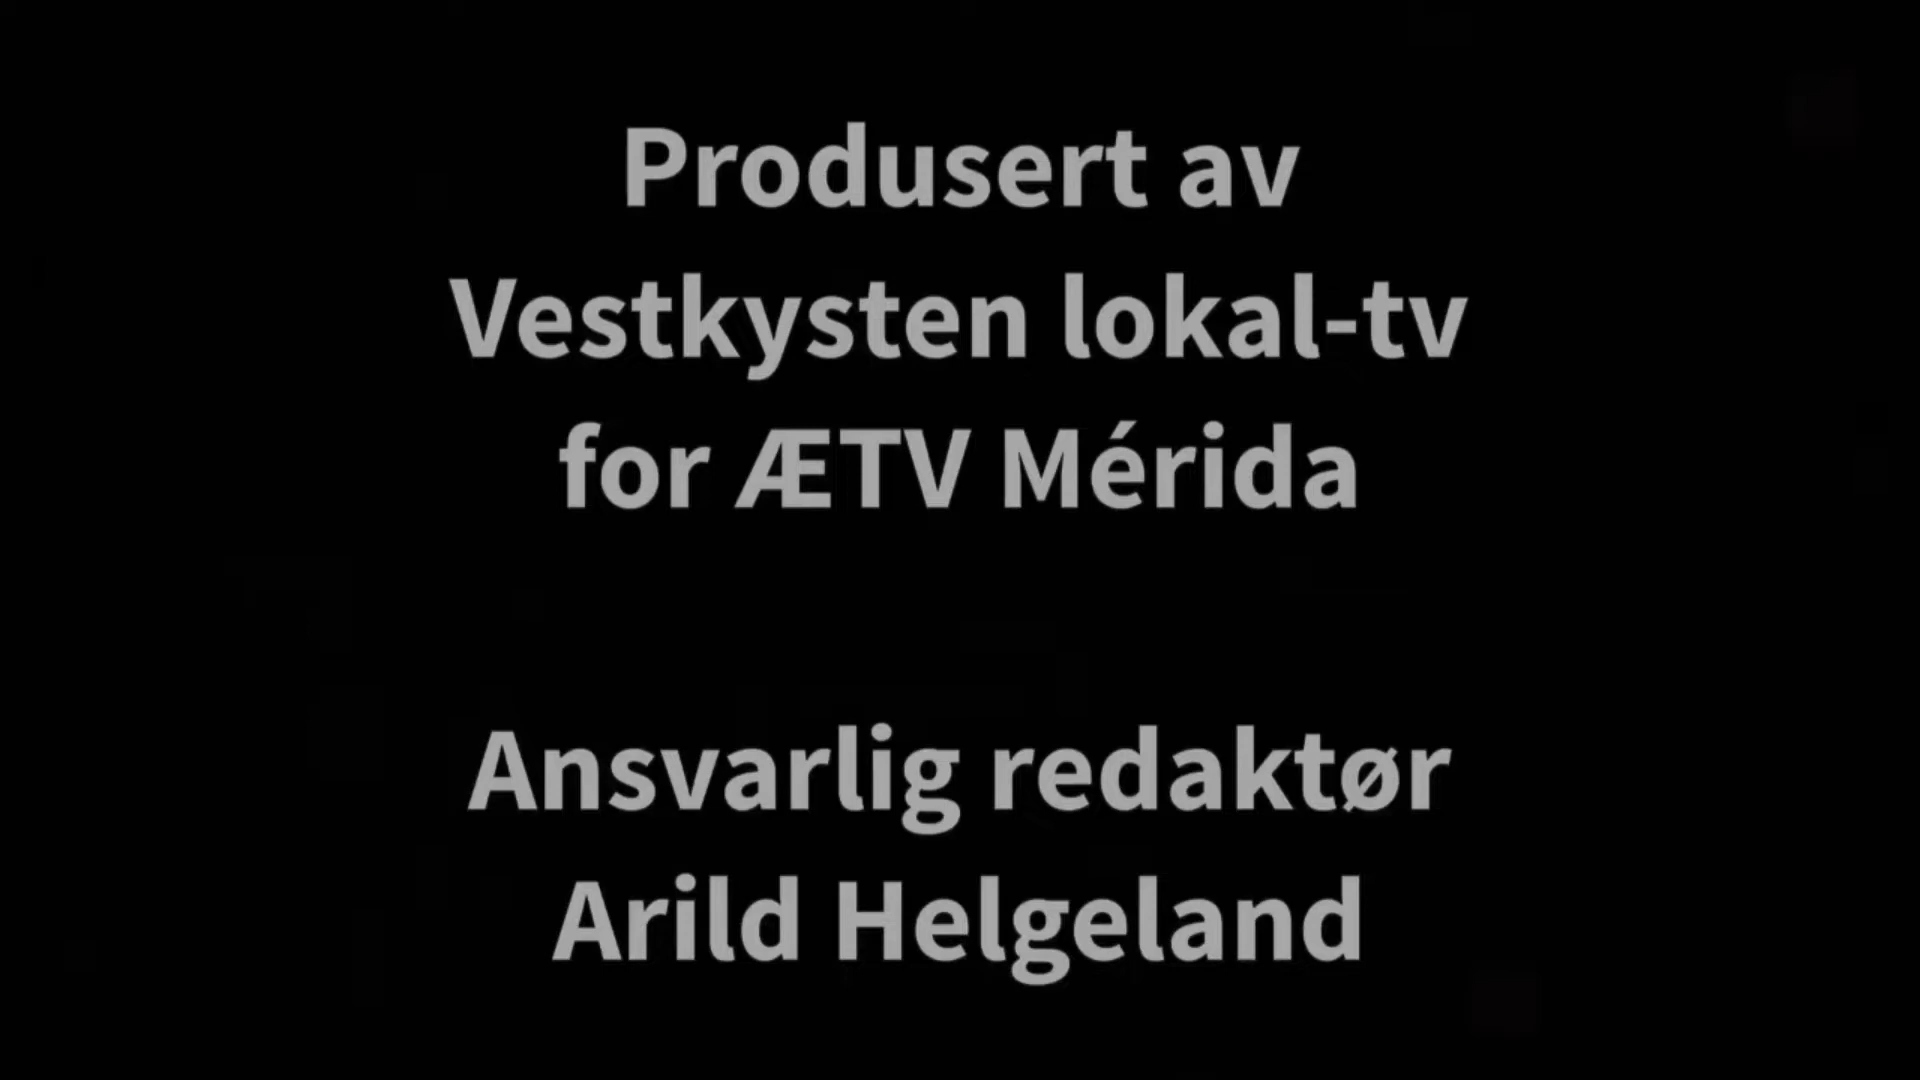 Produsert av
Vestkysten lokal-tv
for ÆTV Mérida
Ansvarlig redaktør
Arild Helgeland